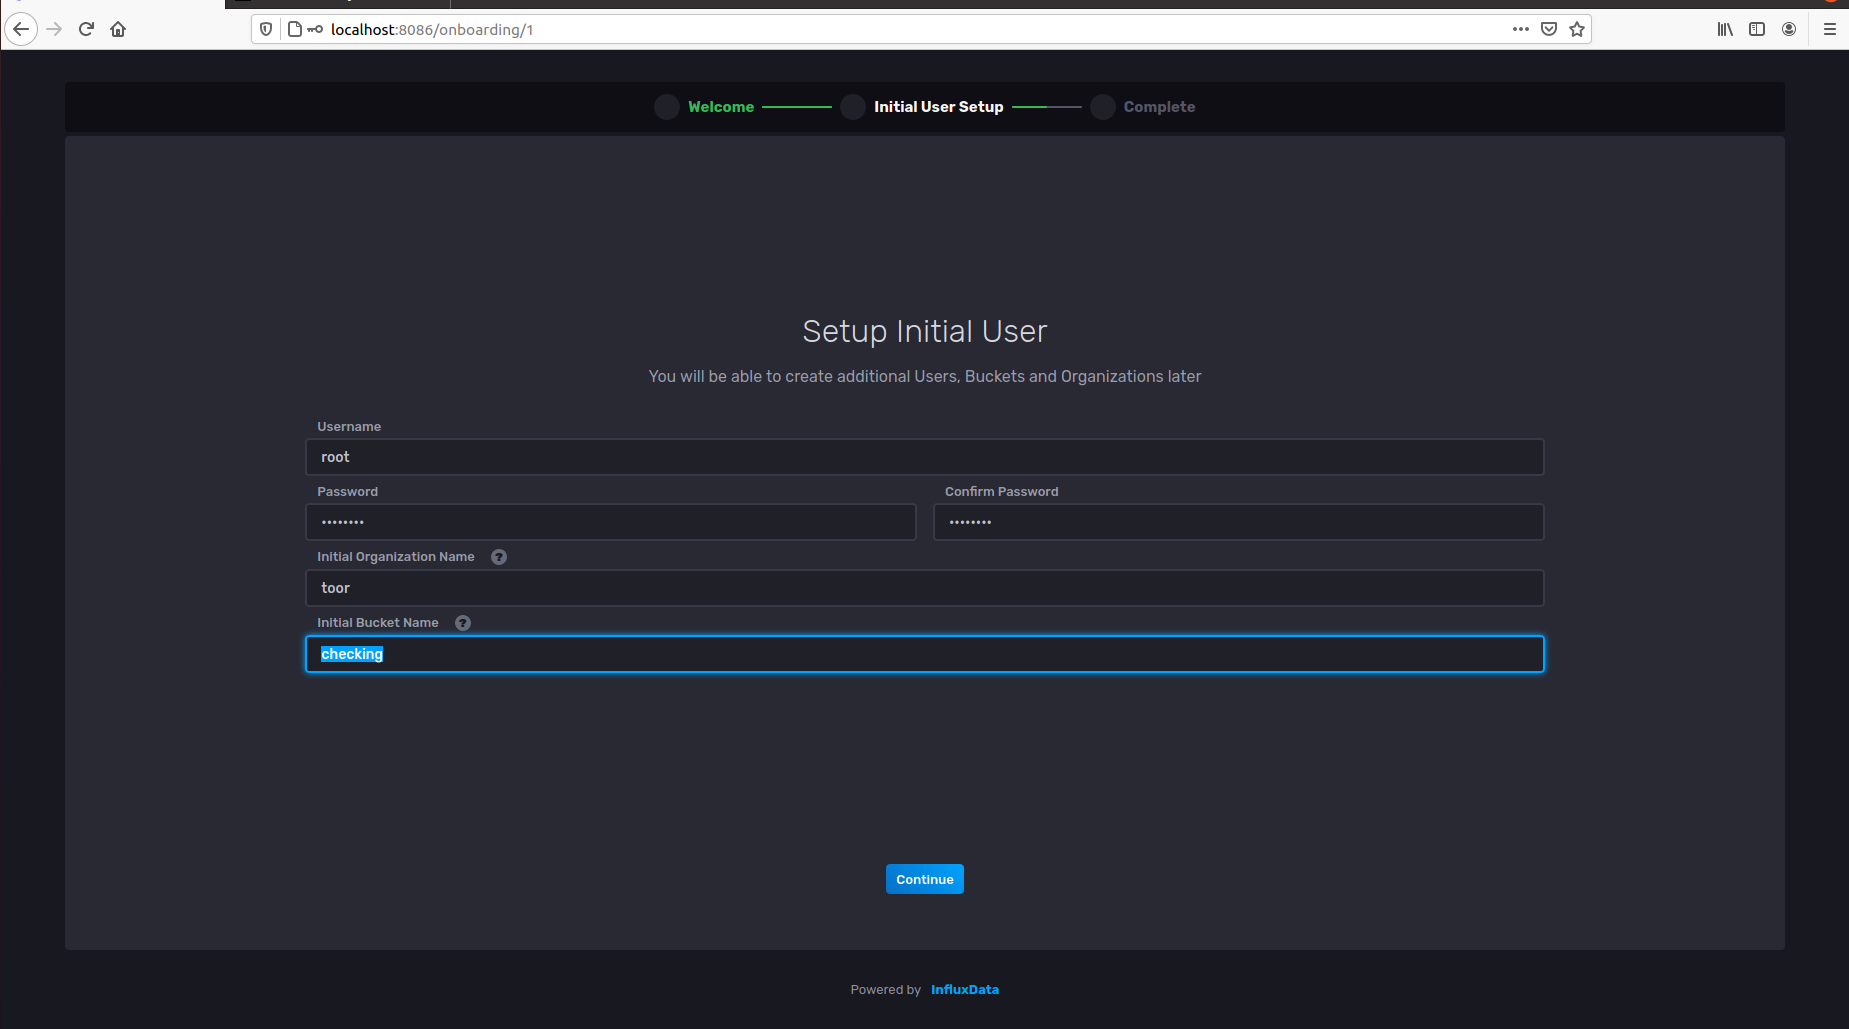 localhost:8086/onboarding/1
Welcome Initial User Setup Complete
Setup Initial User
You will be able to create additional Users, Buckets and Organizations later
Username
root
Password Confirm Password
•••••••• ••••••••
Initial Organization Name ?
toor
Initial Bucket Name ?
checking
Continue
Powered by InfluxData